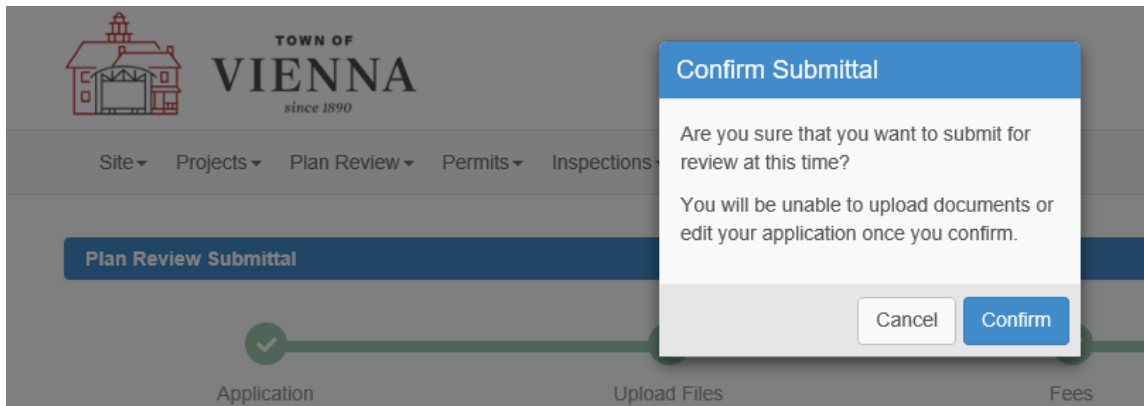 TOWN OF
VIENNA
since 1890
Site Projects Plan Review Permits Inspections
Confirm Submittal
Are you sure that you want to submit for
review at this time?
You will be unable to upload documents or
edit your application once you confirm.
Cancel Confirm
Plan Review Submittal
Application Upload Files Fees